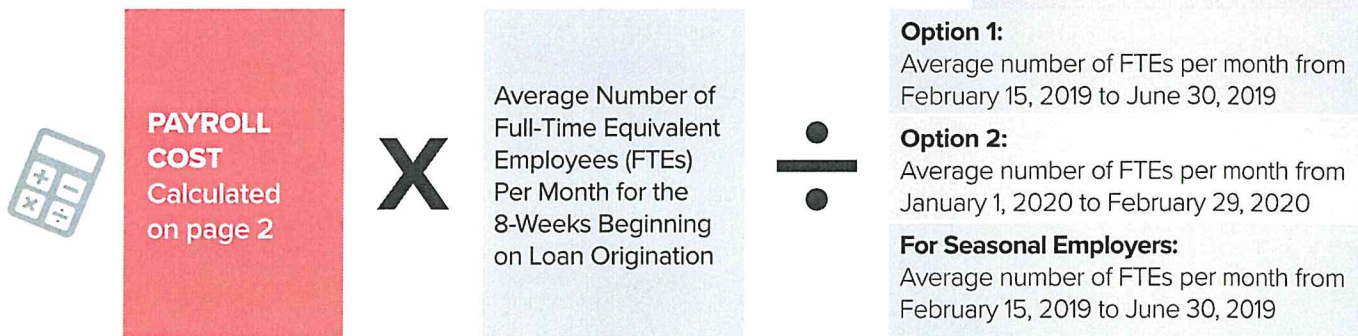 PAYROLL
COST
Calculated
on page 2
X
Average Number of
Full-Time Equivalent
Employees (FTEs)
Per Month for the
8-Weeks Beginning
on Loan Origination
÷
Option 1:
Average number of FTEs per month from
February 15, 2019 to June 30, 2019
Option 2:
Average number of FTEs per month from
January 1, 2020 to February 29, 2020
For Seasonal Employers:
Average number of FTEs per month from
February 15, 2019 to June 30, 2019